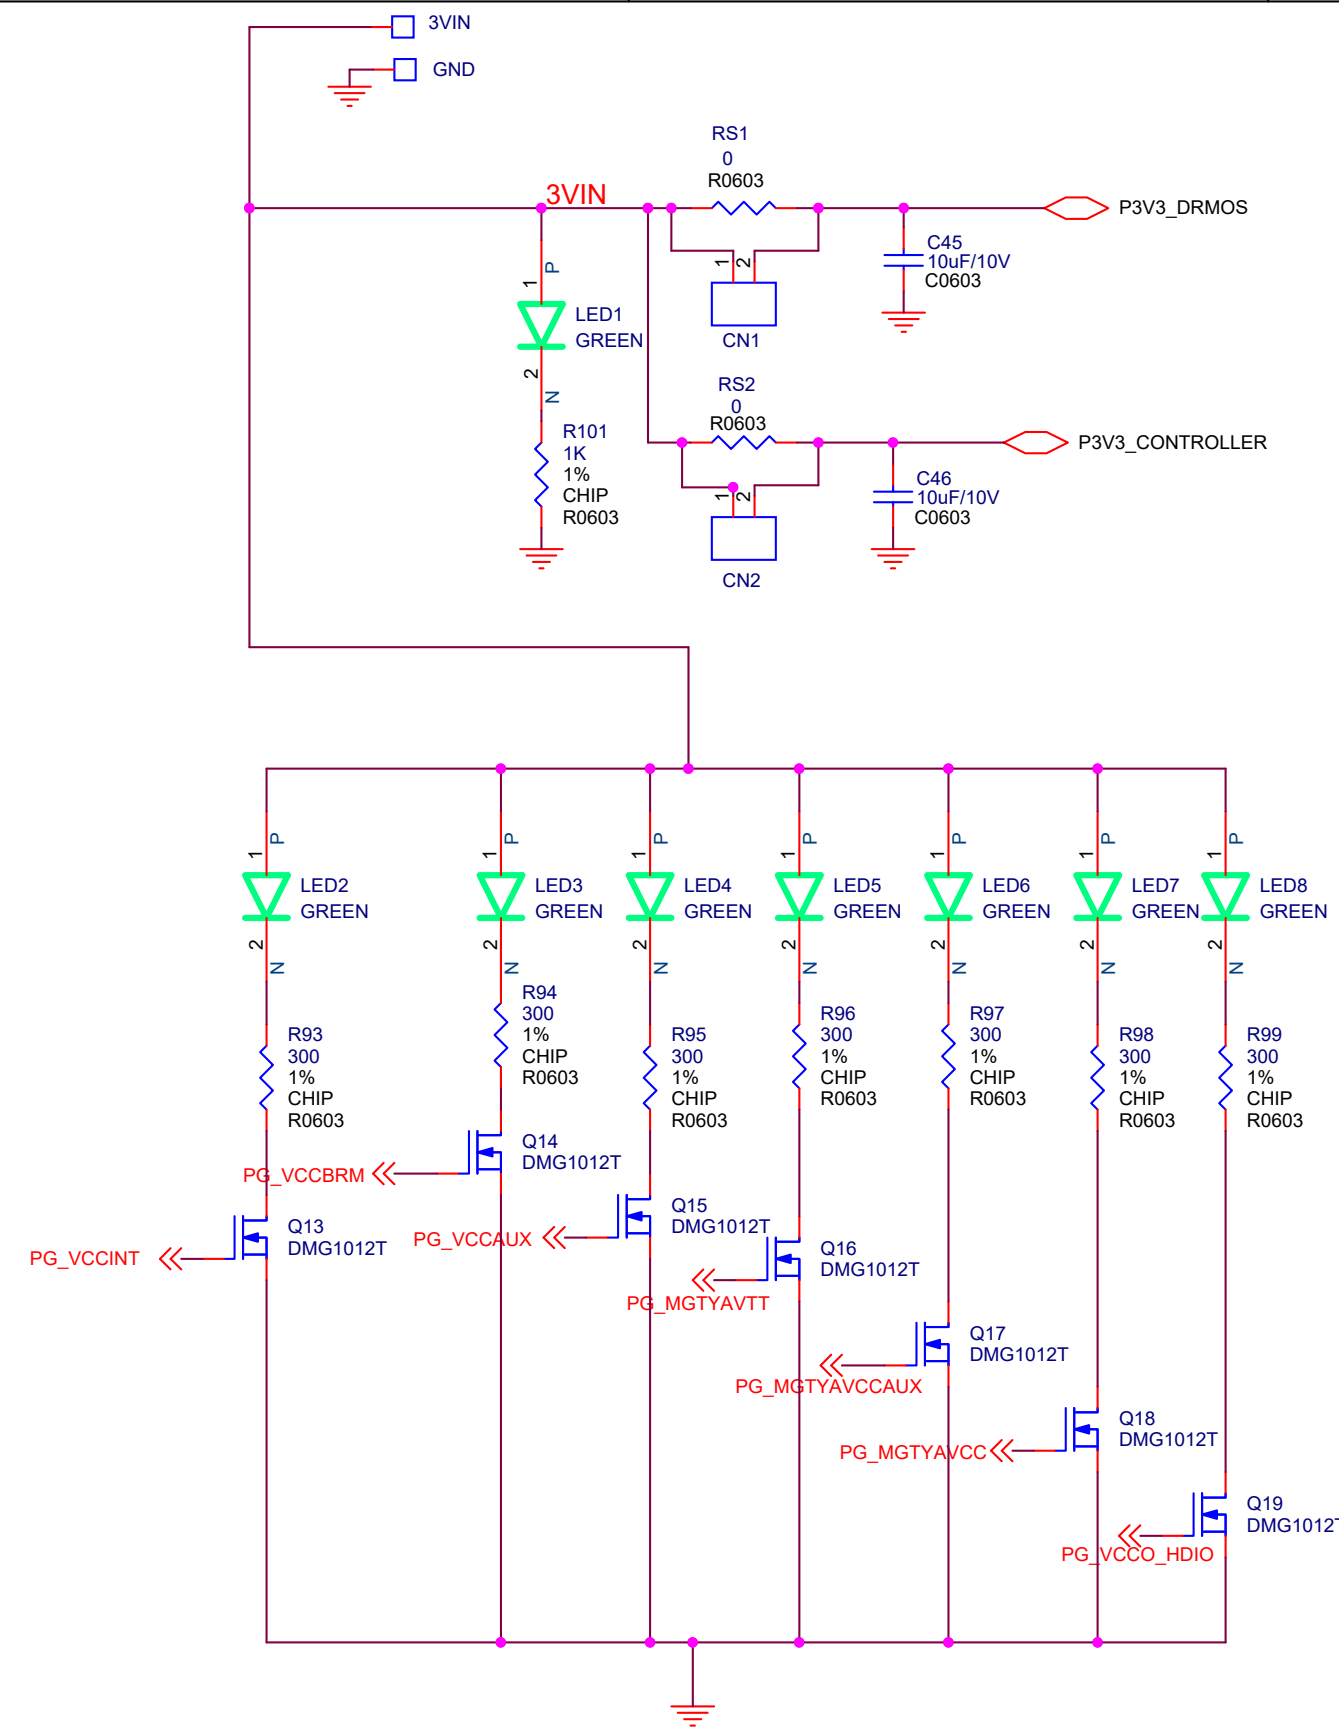 3VIN
GND
RS1
0
R0603
3VIN
P3V3_DRMOS
C45
10uF/10V
C0603
1
2
CN1
1
P
LED1
GREEN
2
N
R101
1K
1%
CHIP
R0603
RS2
0
R0603
P3V3_CONTROLLER
C46
10uF/10V
C0603
1
2
CN2
1
P
LED2
GREEN
2
N
R93
300
1%
CHIP
R0603
PG_VCCINT
Q13
DMG1012T
1
P
LED3
GREEN
2
N
R94
300
1%
CHIP
R0603
PG_VCCBRM
Q14
DMG1012T
1
P
LED4
GREEN
2
N
R95
300
1%
CHIP
R0603
PG_VCCAUX
Q15
DMG1012T
1
P
LED5
GREEN
2
N
R96
300
1%
CHIP
R0603
PG_MGTYAVTT
Q16
DMG1012T
1
P
LED6
GREEN
2
N
R97
300
1%
CHIP
R0603
PG_MGTYAVCCAUX
Q17
DMG1012T
1
P
LED7
GREEN
2
N
R98
300
1%
CHIP
R0603
PG_MGTYAVCC
Q18
DMG1012T
1
P
LED8
GREEN
2
N
R99
300
1%
CHIP
R0603
PG_VCCO_HDIO
Q19
DMG1012T